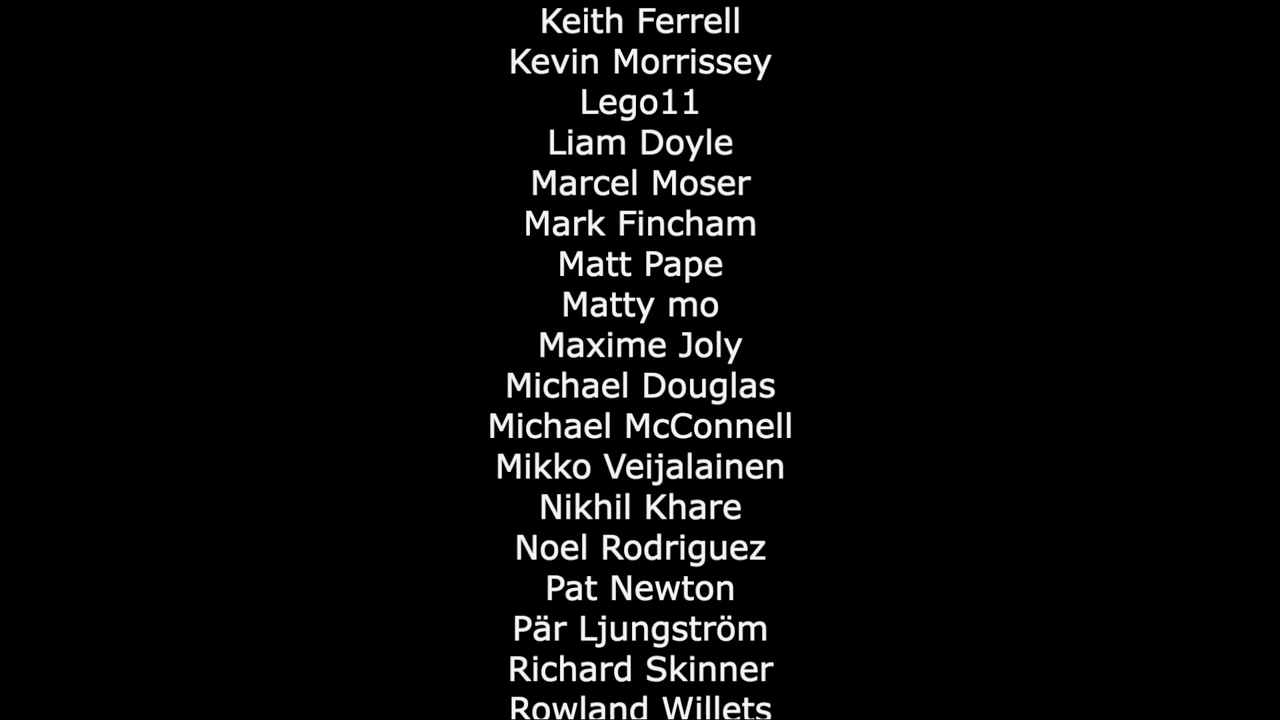 Keith Ferrell
Kevin Morrissey
Lego11
Liam Doyle
Marcel Moser
Mark Fincham
Matt Pape
Matty mo
Maxime Joly
Michael Douglas
Michael McConnell
Mikko Veijalainen
Nikhil Khare
Noel Rodriguez
Pat Newton
Pär Ljungström
Richard Skinner
Rowland Willets